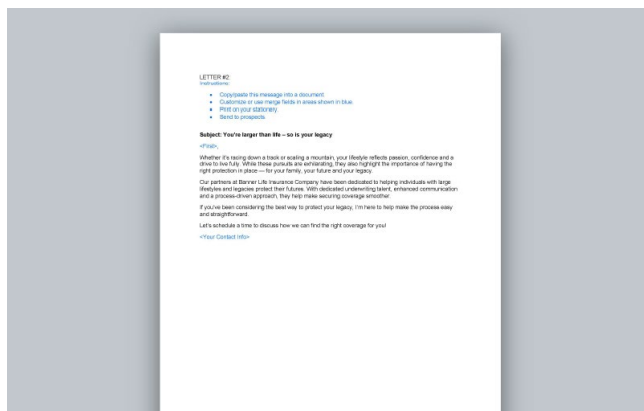 LETTER #2
Instructions:
Copy/paste this message into a document
Customize or use merge fields in areas shown in blue.
Print on your stationery.
Send to prospects.
Subject: You're larger than life – so is your legacy
<First>,
Whether it's racing down a track or scaling a mountain, your lifestyle reflects passion, confidence and a
drive to live fully. While these pursuits are exhilarating, they also highlight the importance of having the
right protection in place — for your family, your future and your legacy.
Our partners at Banner Life Insurance Company have been dedicated to helping individuals with large
lifestyles and legacies protect their futures. With dedicated underwriting talent, enhanced communication
and a process-driven approach, they help make securing coverage smoother.
If you've been considering the best way to protect your legacy, I'm here to help make the process easy
and straightforward.
Let's schedule a time to discuss how we can find the right coverage for you!
<Your Contact Info>